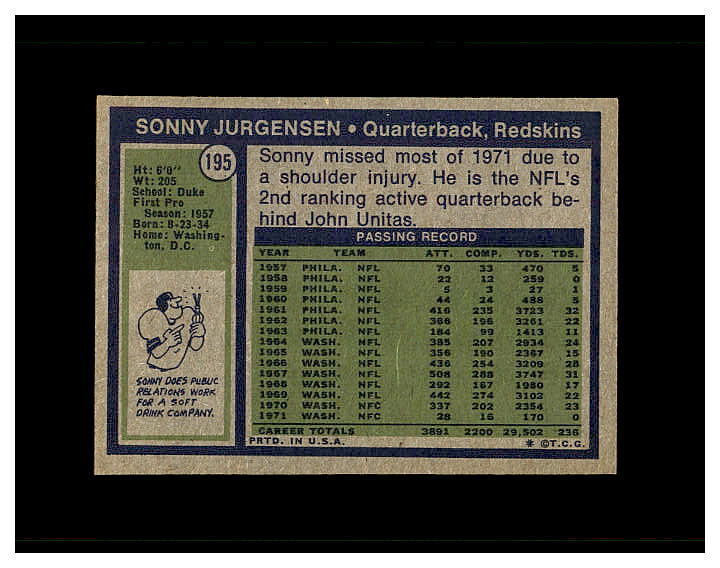 SONNY JURGENSEN • Quarterback, Redskins
195
Ht: 6'0"
Wt: 205
School: Duke
First Pro
Season: 1957
Born: 8-23-34
Home: Washing-
ton, D.C.
SONNY DOES PUBLIC
RELATIONS WORK
FOR A SOFT
DRINK COMPANY.
Sonny missed most of 1971 due to
a shoulder injury. He is the NFL's
2nd ranking active quarterback be-
hind John Unitas.
PASSING RECORD
YEAR TEAM ATT. COMP. YDS. TDS.
1957 PHILA. NFL 70 33 470 5
1958 PHILA. NFL 22 12 259 0
1959 PHILA. NFL 5 3 27 1
1960 PHILA. NFL 44 24 488 5
1961 PHILA. NFL 416 235 3723 32
1962 PHILA. NFL 366 196 3261 22
1963 PHILA. NFL 184 99 1413 11
1964 WASH. NFL 385 207 2934 24
1965 WASH. NFL 356 190 2367 15
1966 WASH. NFL 436 254 3209 28
1967 WASH. NFL 508 288 3747 31
1968 WASH. NFL 292 167 1980 17
1969 WASH. NFL 442 274 3102 22
1970 WASH. NFC 337 202 2354 23
1971 WASH. NFC 28 16 170 0
CAREER TOTALS 3891 2200 29,502 236
PRTD. IN U.S.A. * ©T.C.G.